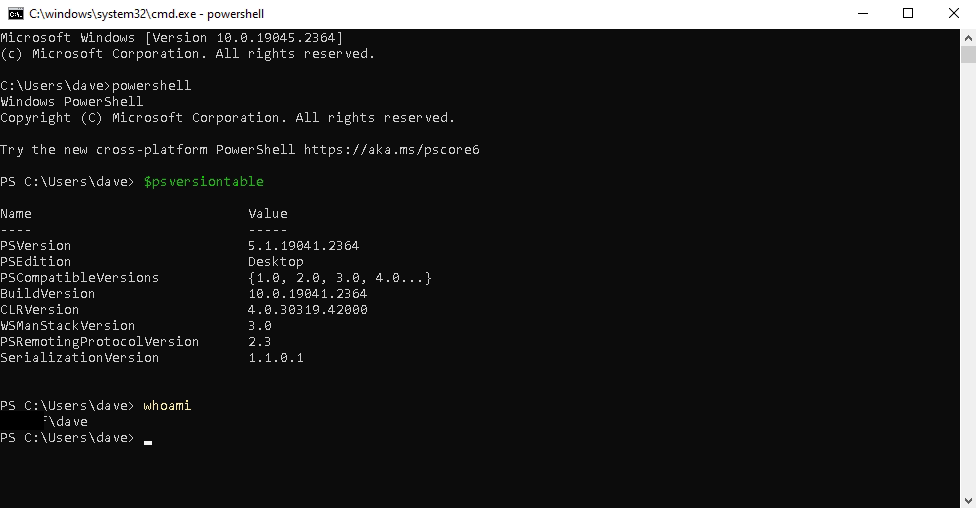 C:\windows\system32\cmd.exe - powershell
Microsoft Windows [Version 10.0.19045.2364]
(c) Microsoft Corporation. All rights reserved.
C:\Users\dave>powershell
Windows PowerShell
Copyright (C) Microsoft Corporation. All rights reserved.
Try the new cross-platform PowerShell https://aka.ms/pscore6
PS C:\Users\dave> $psversiontable
Name                           Value
----                           -----
PSVersion                      5.1.19041.2364
PSEdition                      Desktop
PSCompatibleVersions           {1.0, 2.0, 3.0, 4.0...}
BuildVersion                   10.0.19041.2364
CLRVersion                     4.0.30319.42000
WSManStackVersion              3.0
PSRemotingProtocolVersion      2.3
SerializationVersion           1.1.0.1
PS C:\Users\dave> whoami
\dave
PS C:\Users\dave>